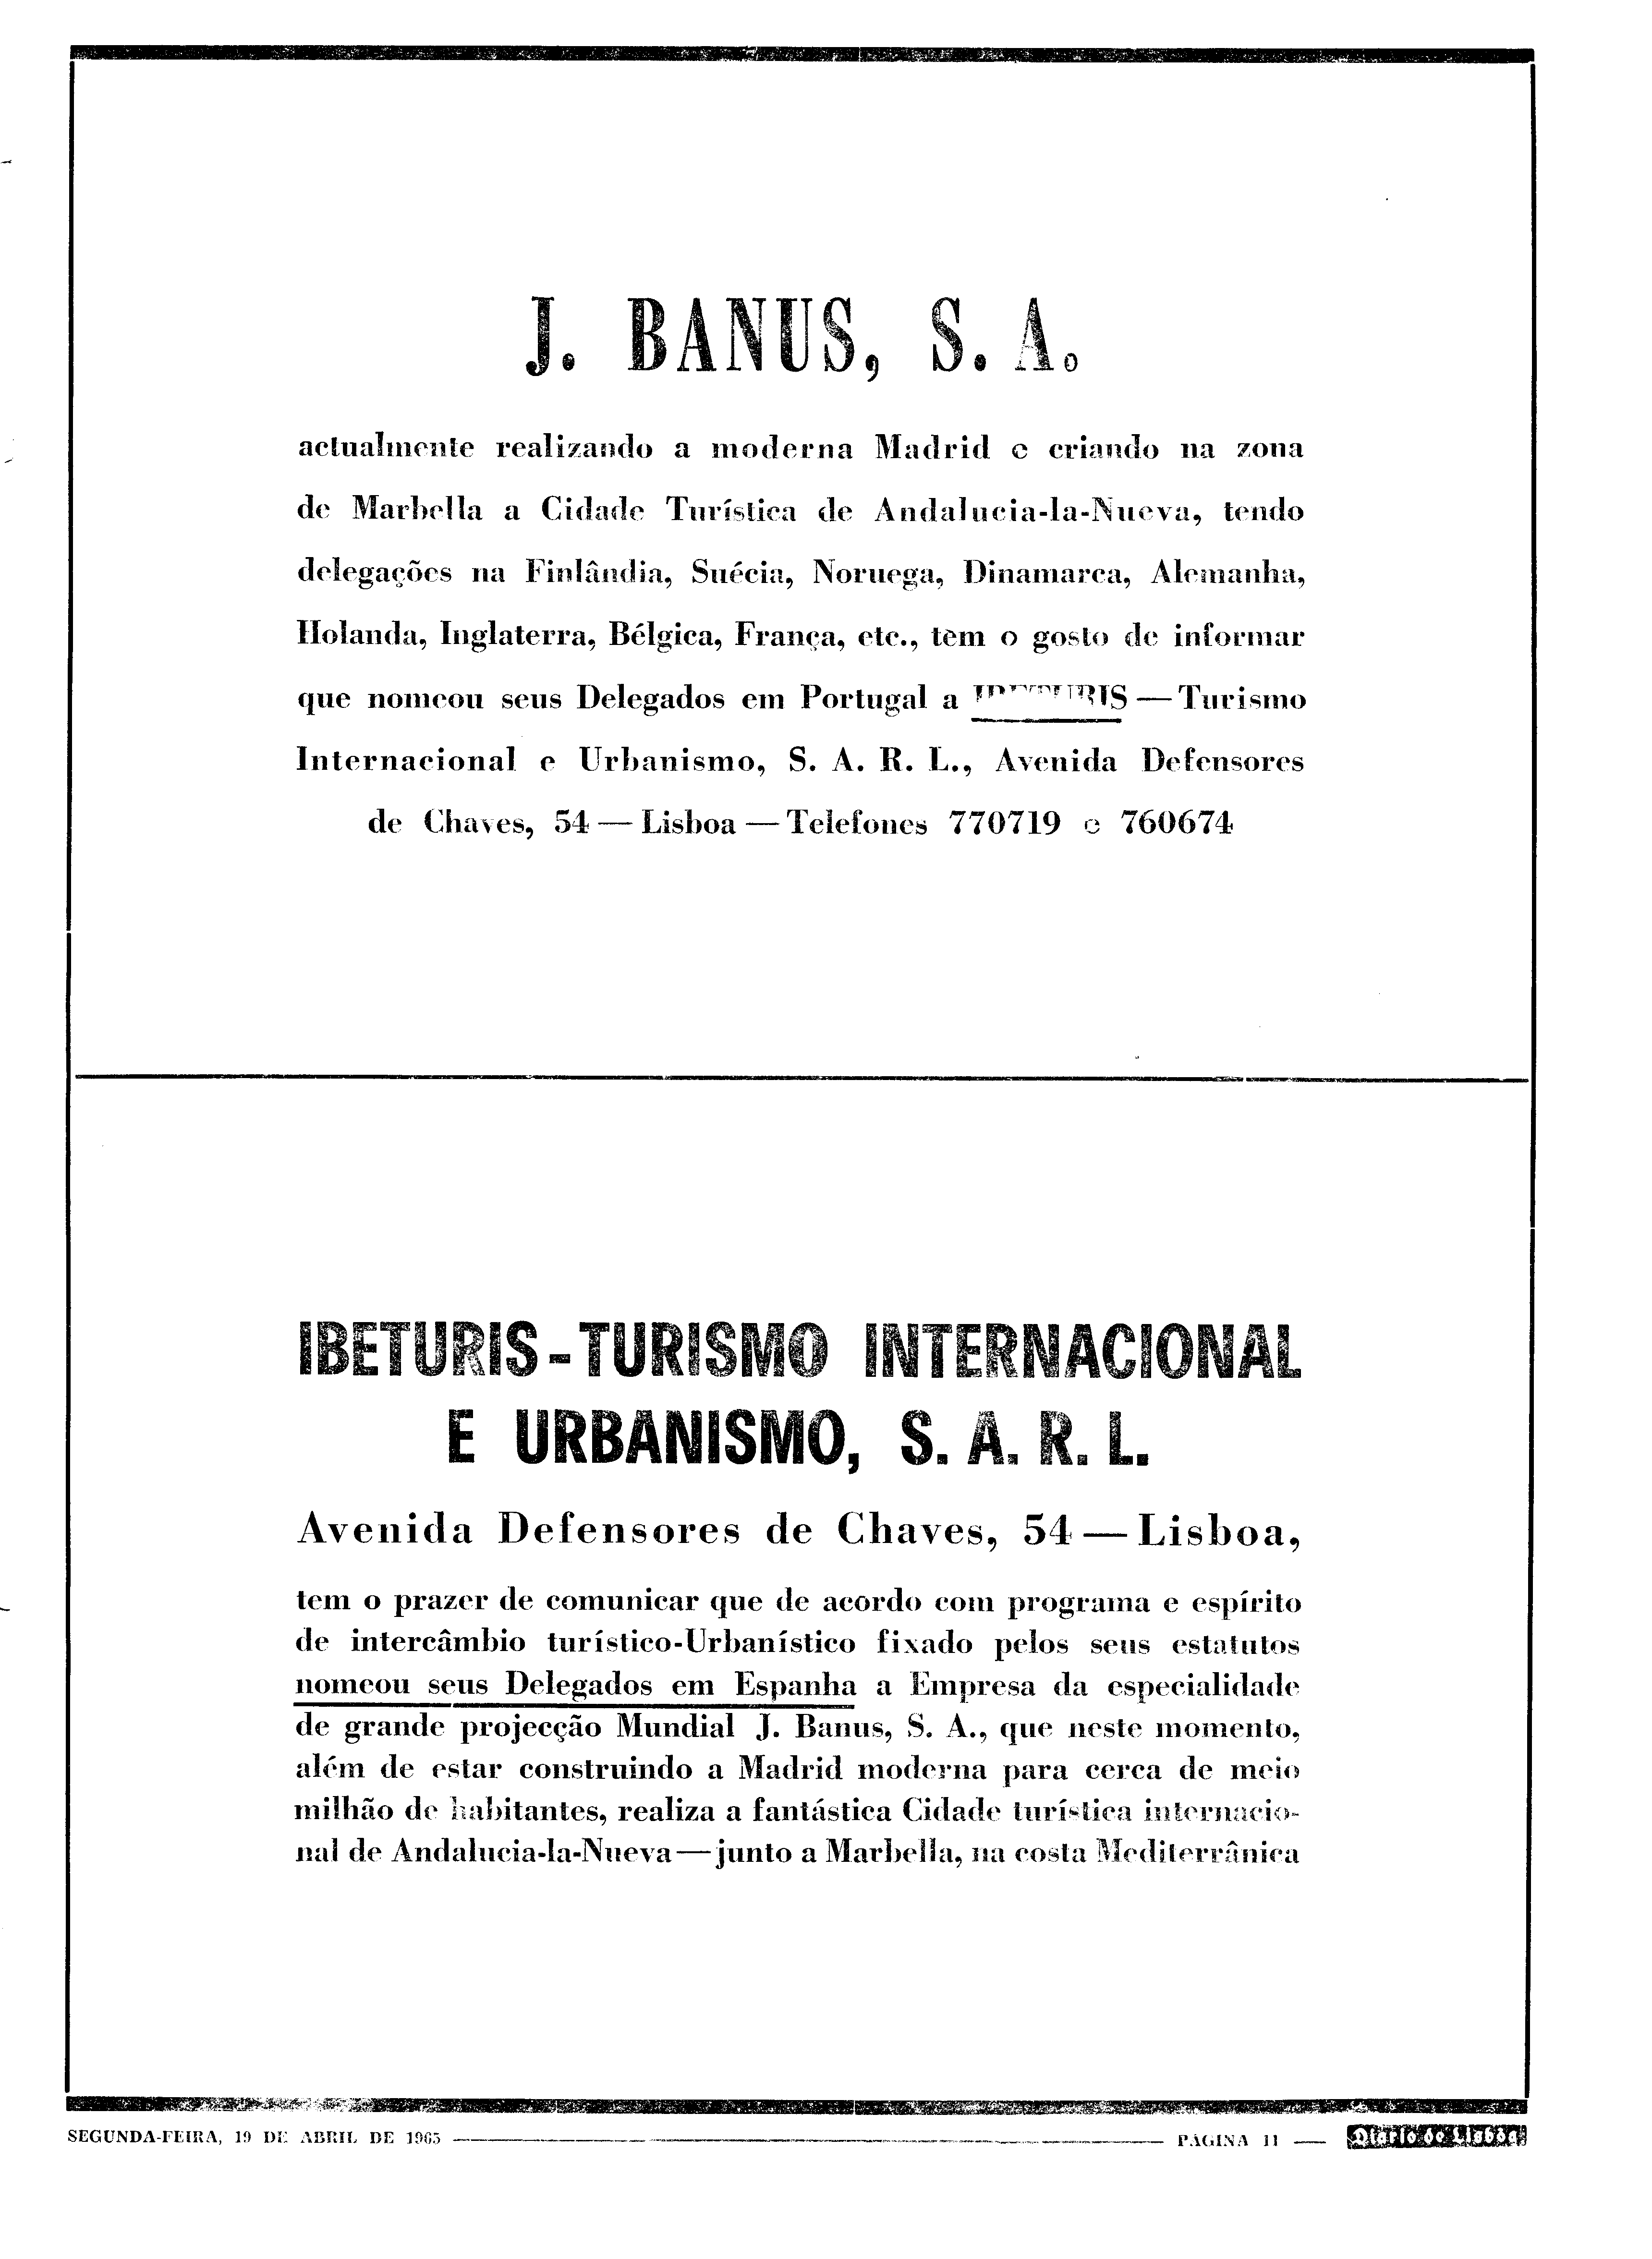 J. BANUS, S. A.
actualmente realizando a moderna Madrid e criando na zona
de Marbella a Cidade Turística de Andalucia-la-Nueva, tendo
delegações na Finlândia, Suécia, Noruega, Dinamarca, Alemanha,
Holanda, Inglaterra, Bélgica, França, etc., tem o gosto de informar
que nomeou seus Delegados em Portugal a IBETURIS — Turismo
Internacional e Urbanismo, S. A. R. L., Avenida Defensores
de Chaves, 54 — Lisboa — Telefones 770719 e 760674
IBETURIS - TURISMO INTERNACIONAL
E URBANISMO, S. A. R. L.
Avenida Defensores de Chaves, 54 — Lisboa,
tem o prazer de comunicar que de acordo com programa e espírito
de intercâmbio turístico-Urbanístico fixado pelos seus estatutos
nomeou seus Delegados em Espanha a Empresa da especialidade
de grande projecção Mundial J. Banus, S. A., que neste momento,
além de estar construindo a Madrid moderna para cerca de meio
milhão de habitantes, realiza a fantástica Cidade turística internacio-
nal de Andalucia-la-Nueva — junto a Marbella, na costa Mediterrânica
SEGUNDA-FEIRA, 19 DE ABRIL DE 1965 — PÁGINA 11 — Diário de Lisboa